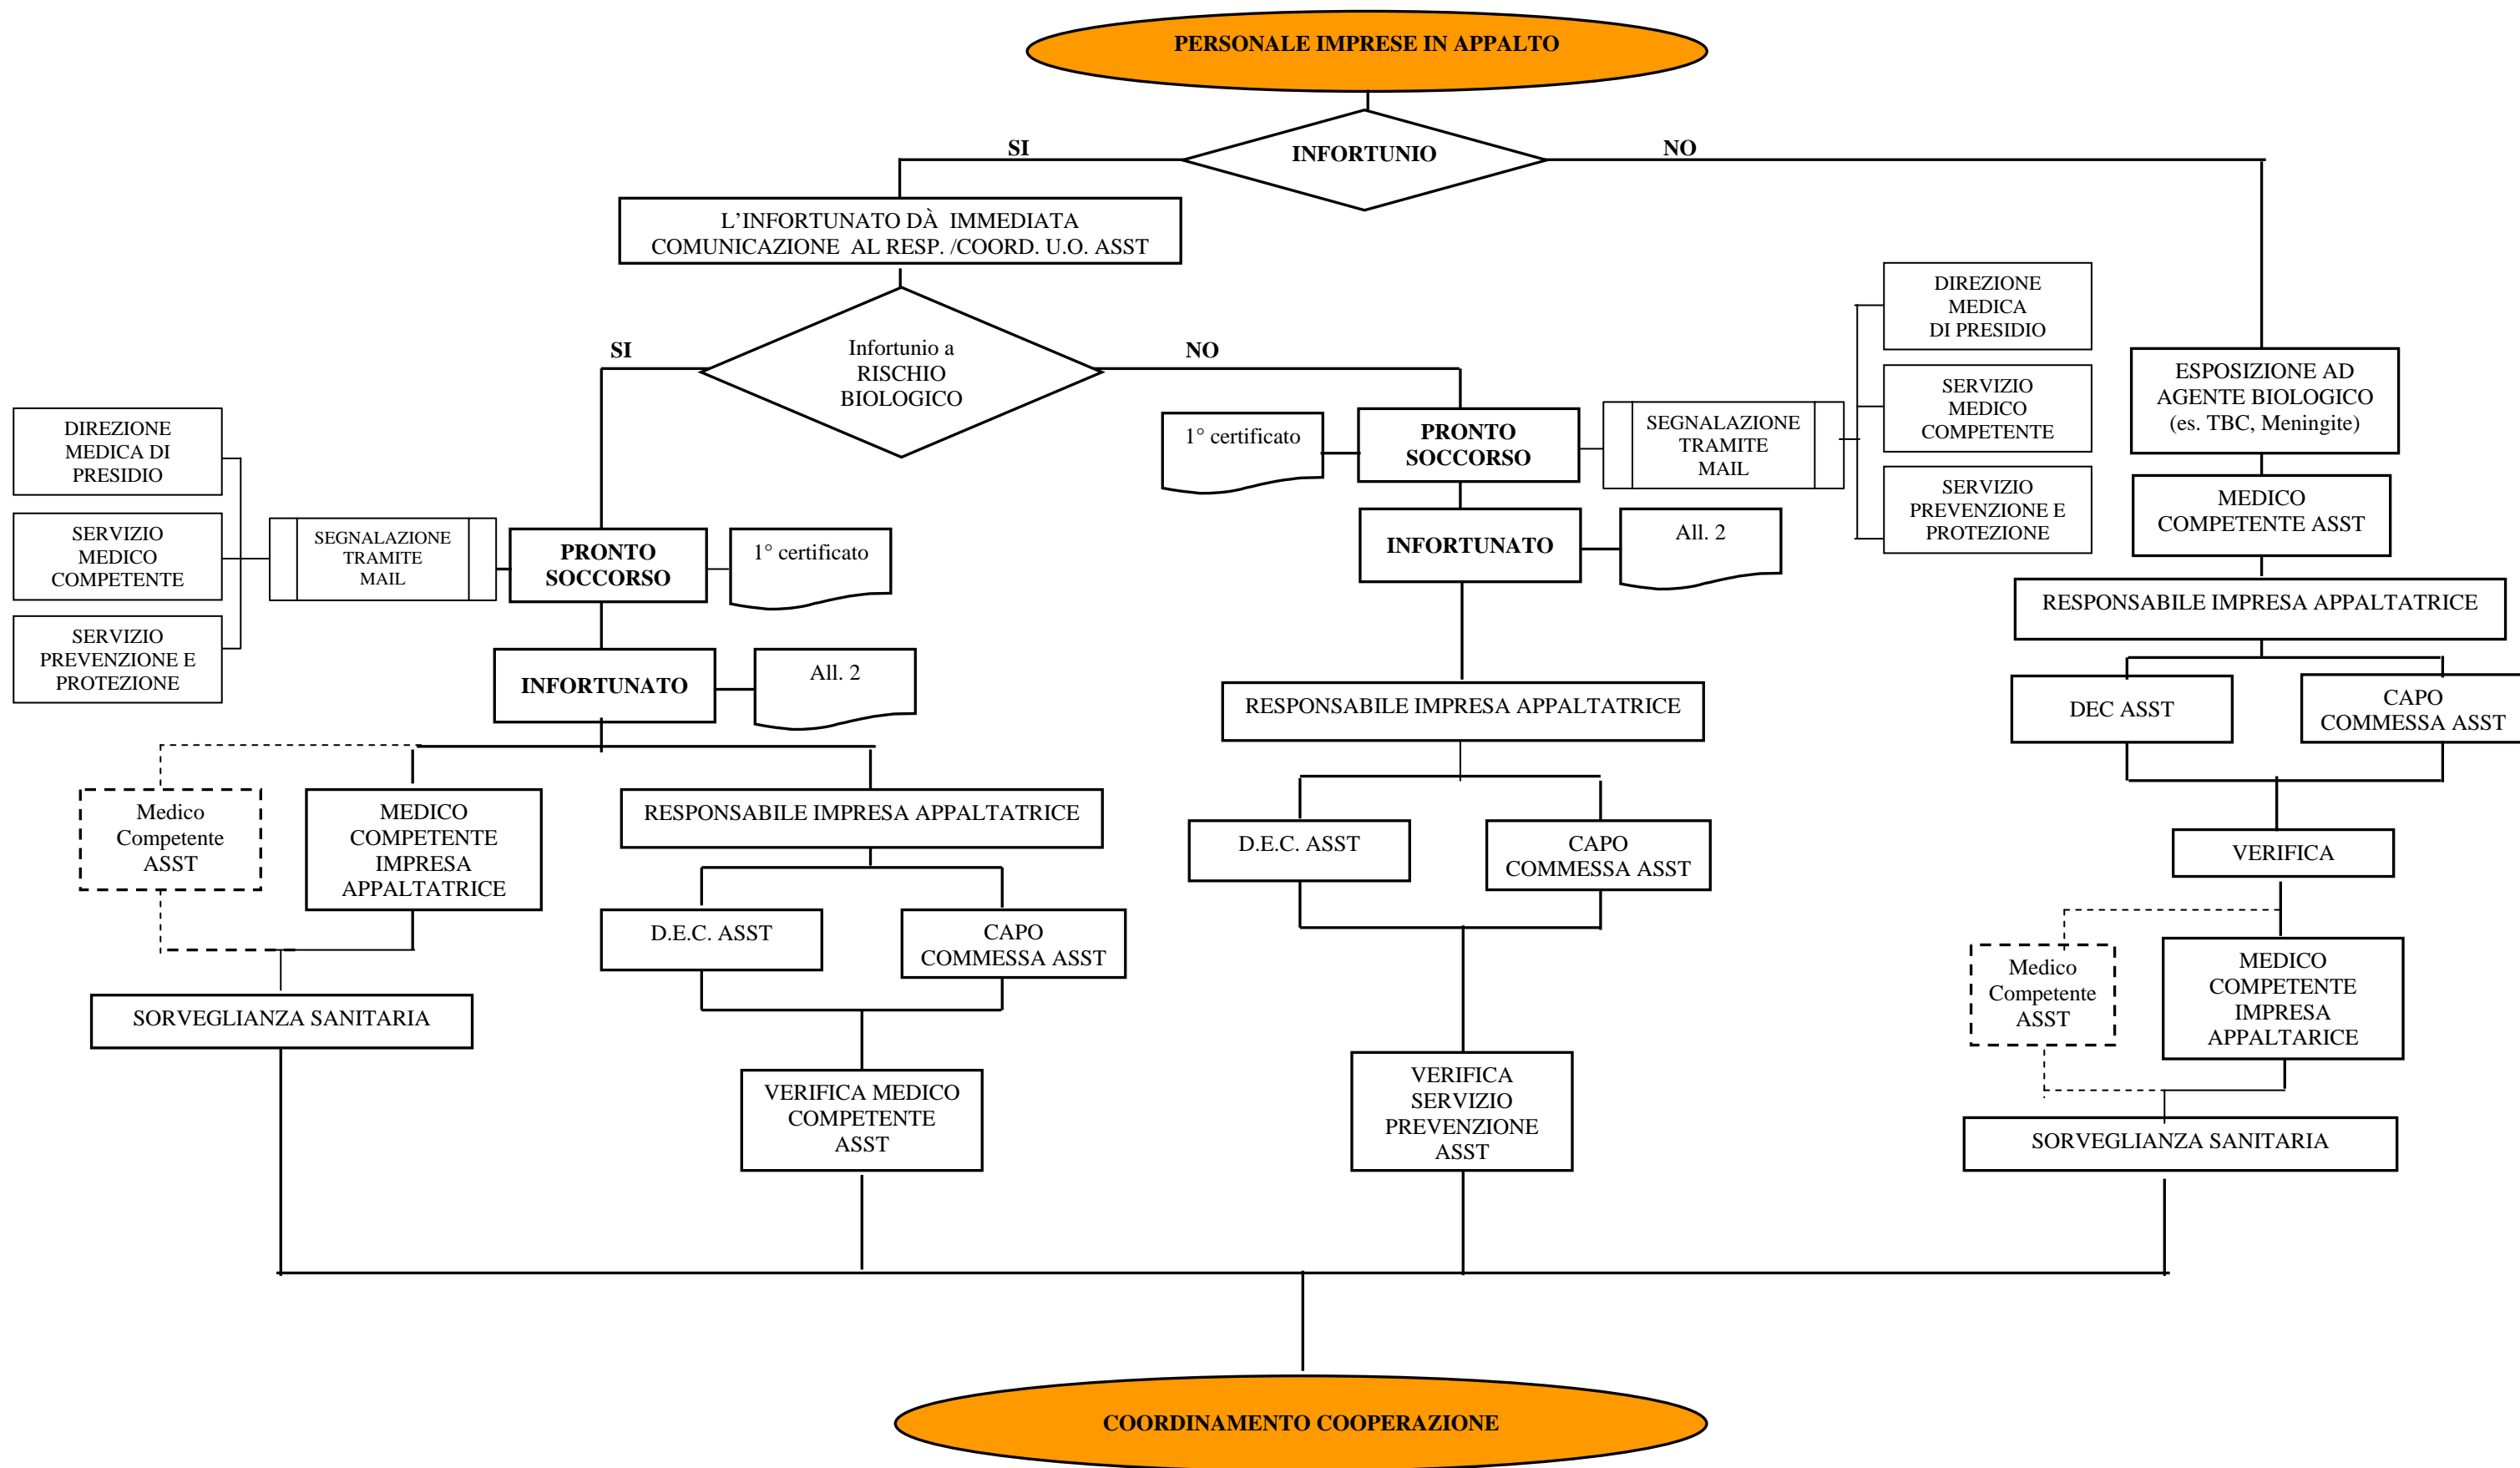 PERSONALE IMPRESE IN APPALTO
INFORTUNIO
SI
NO
L'INFORTUNATO DÀ IMMEDIATA
COMUNICAZIONE AL RESP. /COORD. U.O. ASST
Infortunio a
RISCHIO
BIOLOGICO
SI
NO
DIREZIONE
MEDICA DI
PRESIDIO
SERVIZIO
MEDICO
COMPETENTE
SERVIZIO
PREVENZIONE E
PROTEZIONE
SEGNALAZIONE
TRAMITE
MAIL
PRONTO
SOCCORSO
1° certificato
INFORTUNATO
All. 2
Medico
Competente
ASST
MEDICO
COMPETENTE
IMPRESA
APPALTATRICE
RESPONSABILE IMPRESA APPALTATRICE
D.E.C. ASST
CAPO
COMMESSA ASST
SORVEGLIANZA SANITARIA
VERIFICA MEDICO
COMPETENTE
ASST
1° certificato
PRONTO
SOCCORSO
SEGNALAZIONE
TRAMITE
MAIL
DIREZIONE
MEDICA
DI PRESIDIO
SERVIZIO
MEDICO
COMPETENTE
SERVIZIO
PREVENZIONE E
PROTEZIONE
INFORTUNATO
All. 2
RESPONSABILE IMPRESA APPALTATRICE
D.E.C. ASST
CAPO
COMMESSA ASST
VERIFICA
SERVIZIO
PREVENZIONE
ASST
ESPOSIZIONE AD
AGENTE BIOLOGICO
(es. TBC, Meningite)
MEDICO
COMPETENTE ASST
RESPONSABILE IMPRESA APPALTATRICE
DEC ASST
CAPO
COMMESSA ASST
VERIFICA
Medico
Competente
ASST
MEDICO
COMPETENTE
IMPRESA
APPALTARICE
SORVEGLIANZA SANITARIA
COORDINAMENTO COOPERAZIONE